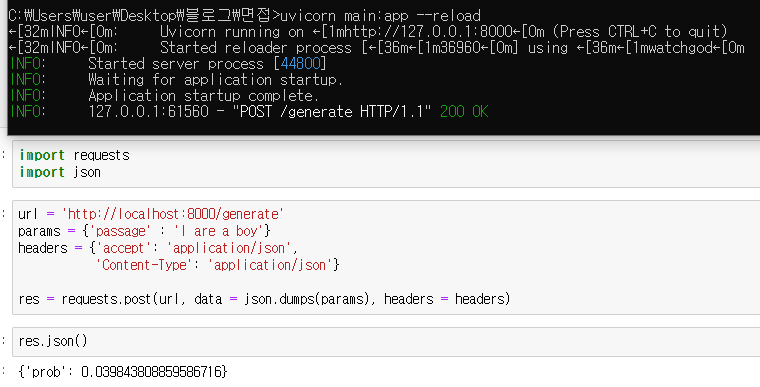 C:\Users\user\Desktop\블로그\면접>uvicorn main:app --reload
←[32mINFO←[0m:     Uvicorn running on ←[1mhttp://127.0.0.1:8000←[0m (Press CTRL+C to quit)
←[32mINFO←[0m:     Started reloader process [←[36m←[1m36960←[0m] using ←[36m←[1mwatchgod←[0m
INFO:     Started server process [44800]
INFO:     Waiting for application startup.
INFO:     Application startup complete.
INFO:     127.0.0.1:61560 - "POST /generate HTTP/1.1" 200 OK
: import requests
import json
: url = 'http://localhost:8000/generate'
params = {'passage' : 'I are a boy'}
headers = {'accept': 'application/json',
'Content-Type': 'application/json'}
res = requests.post(url, data = json.dumps(params), headers = headers)
: res.json()
: {'prob': 0.039843808859586716}